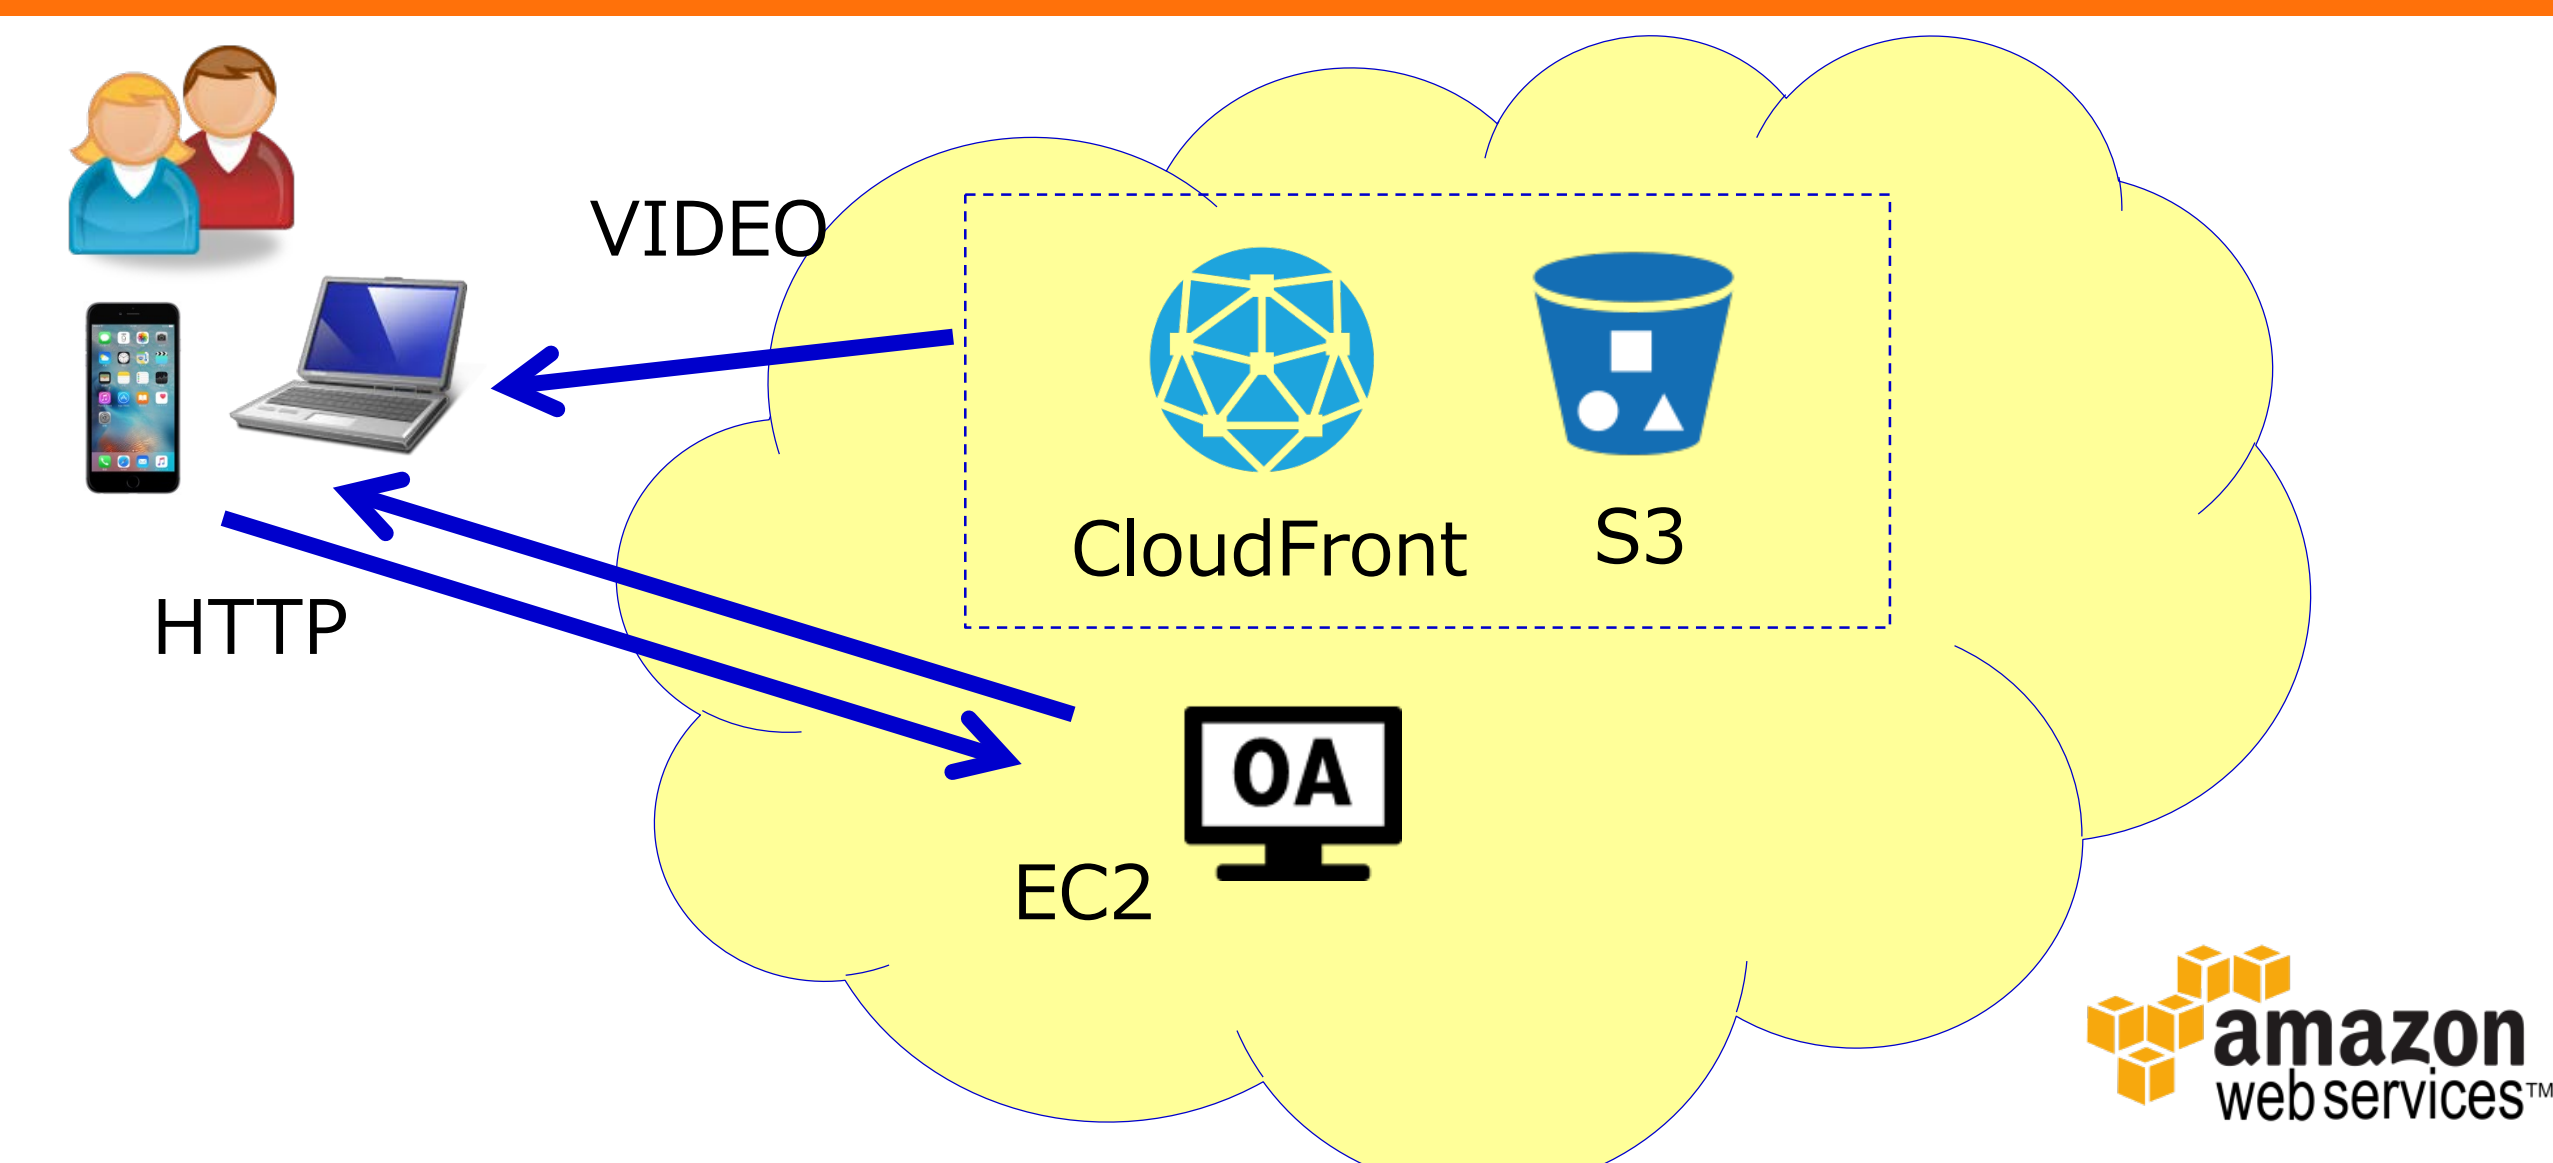 VIDEO
CloudFront
S3
HTTP
OA
EC2
amazon
web services™